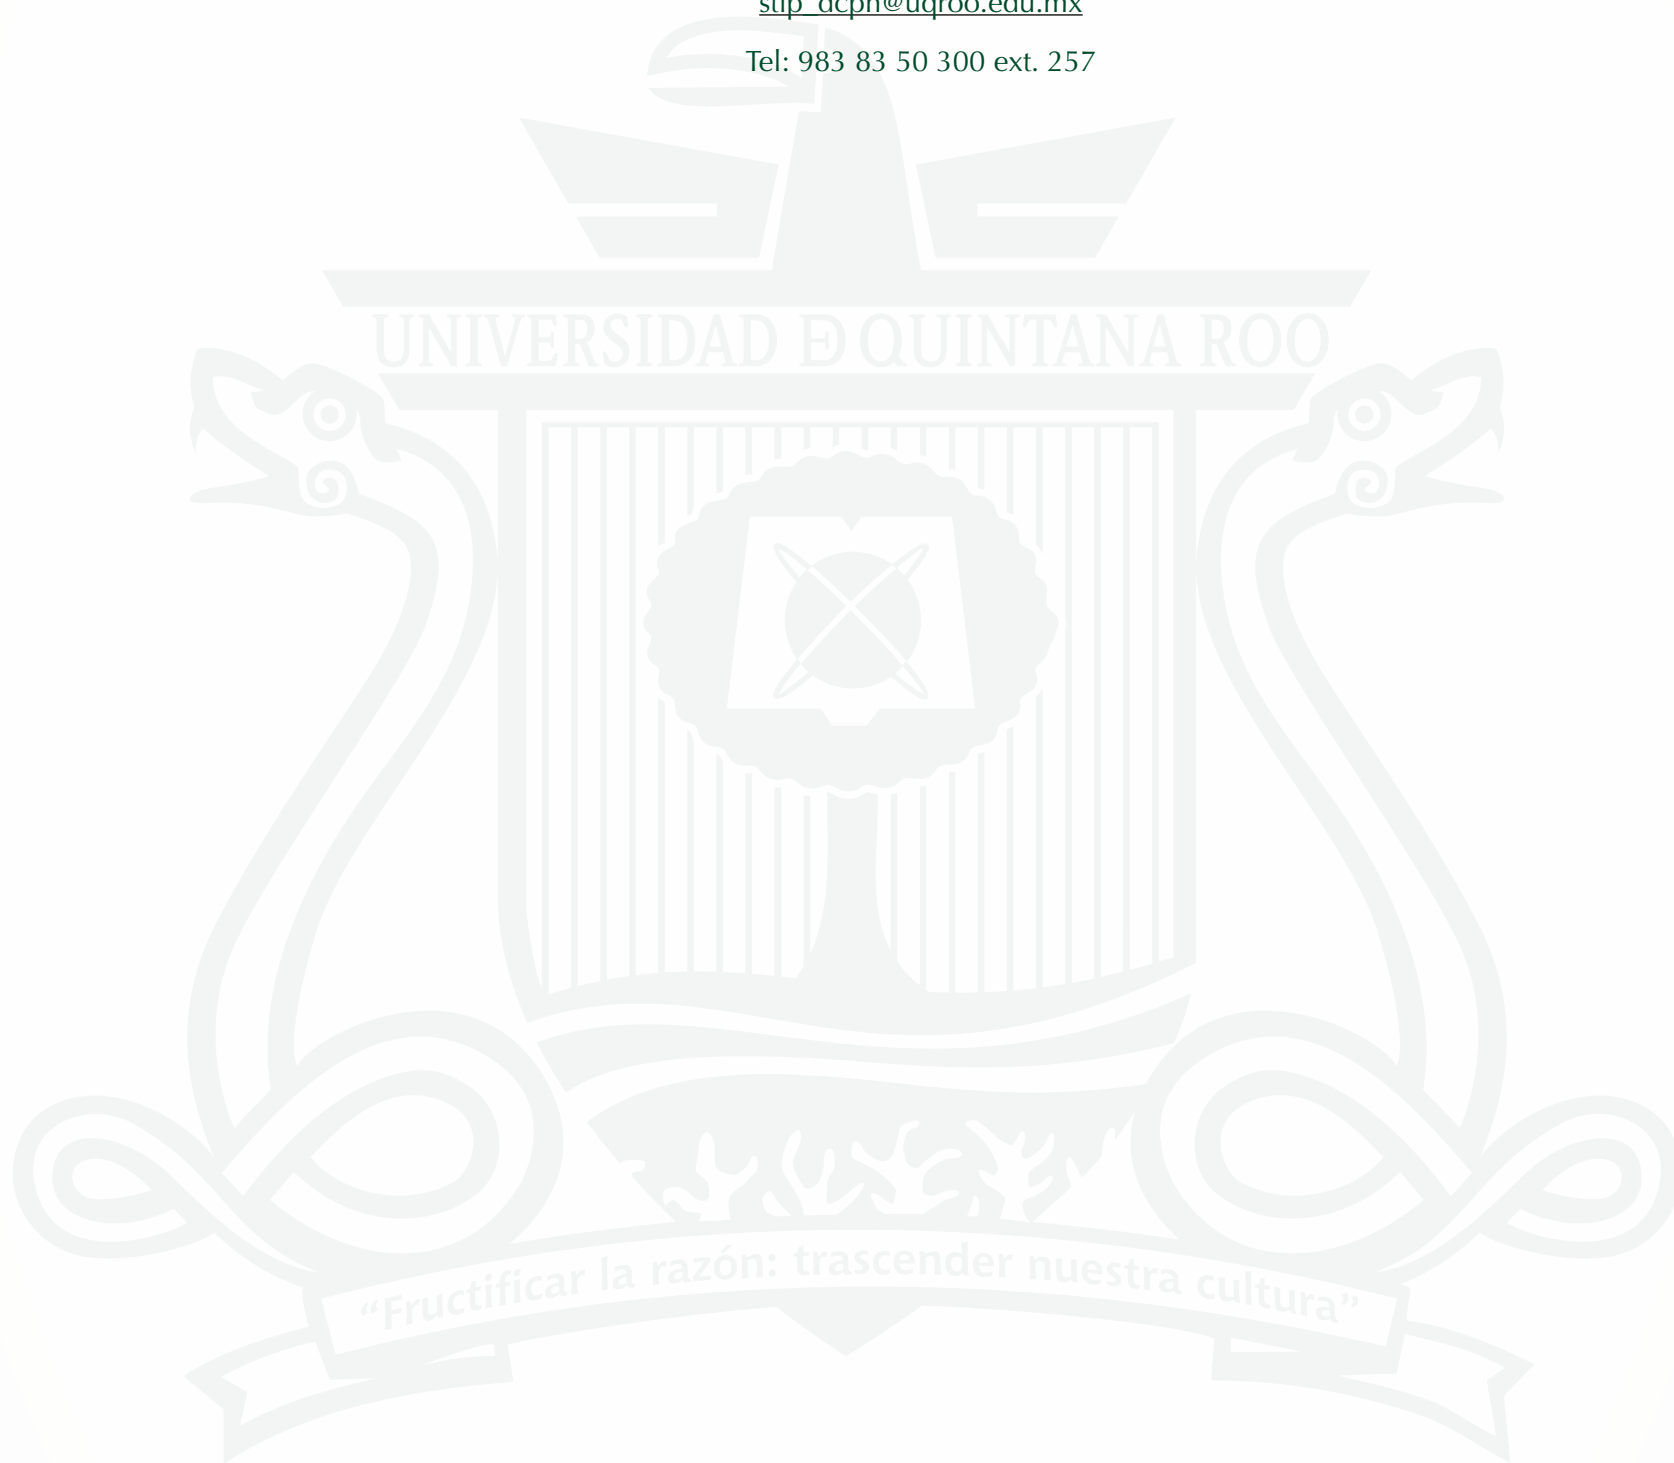 Tel: 983 83 50 300 ext. 257
UNIVERSIDAD DE QUINTANA ROO
“Fructificar la razón: trascender nuestra cultura”